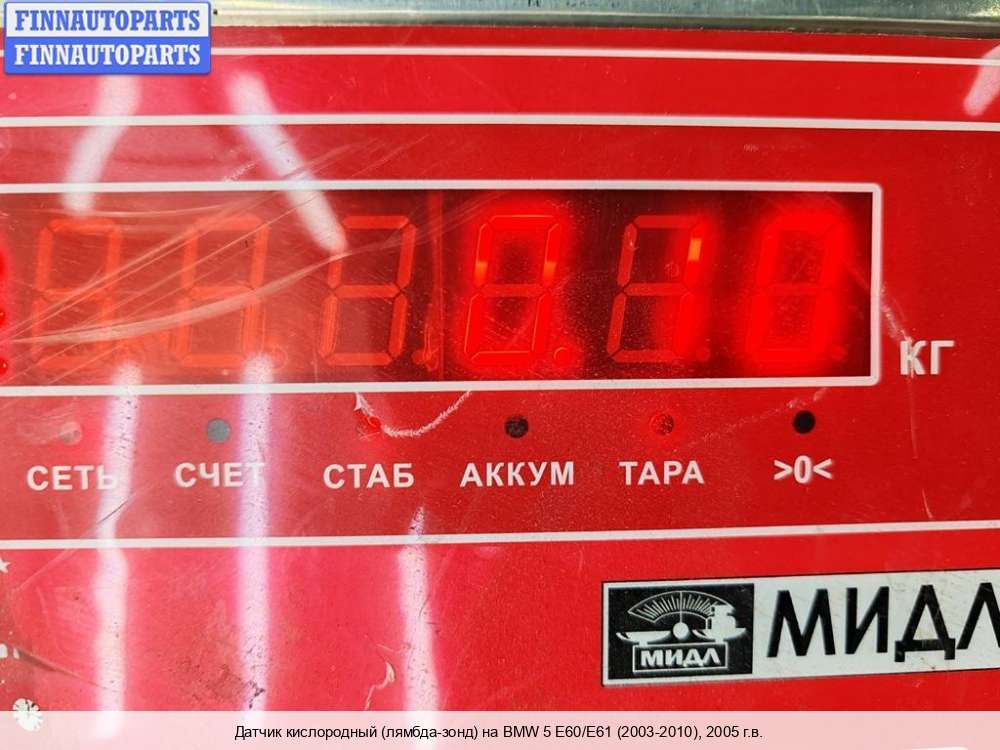 FINNAUTOPARTS
FINNAUTOPARTS
0.10
КГ
СЕТЬ СЧЕТ СТАБ АККУМ ТАРА >0<
МИДЛ МИДЛ
Датчик кислородный (лямбда-зонд) на BMW 5 E60/E61 (2003-2010), 2005 г.в.